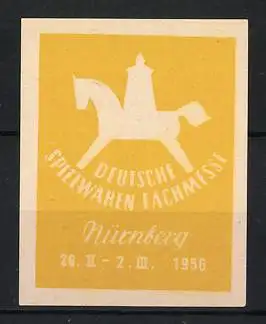 DEUTSCHE
SPIELWAREN FACHMESSE
Nürnberg
26. II - 2. III. 1956